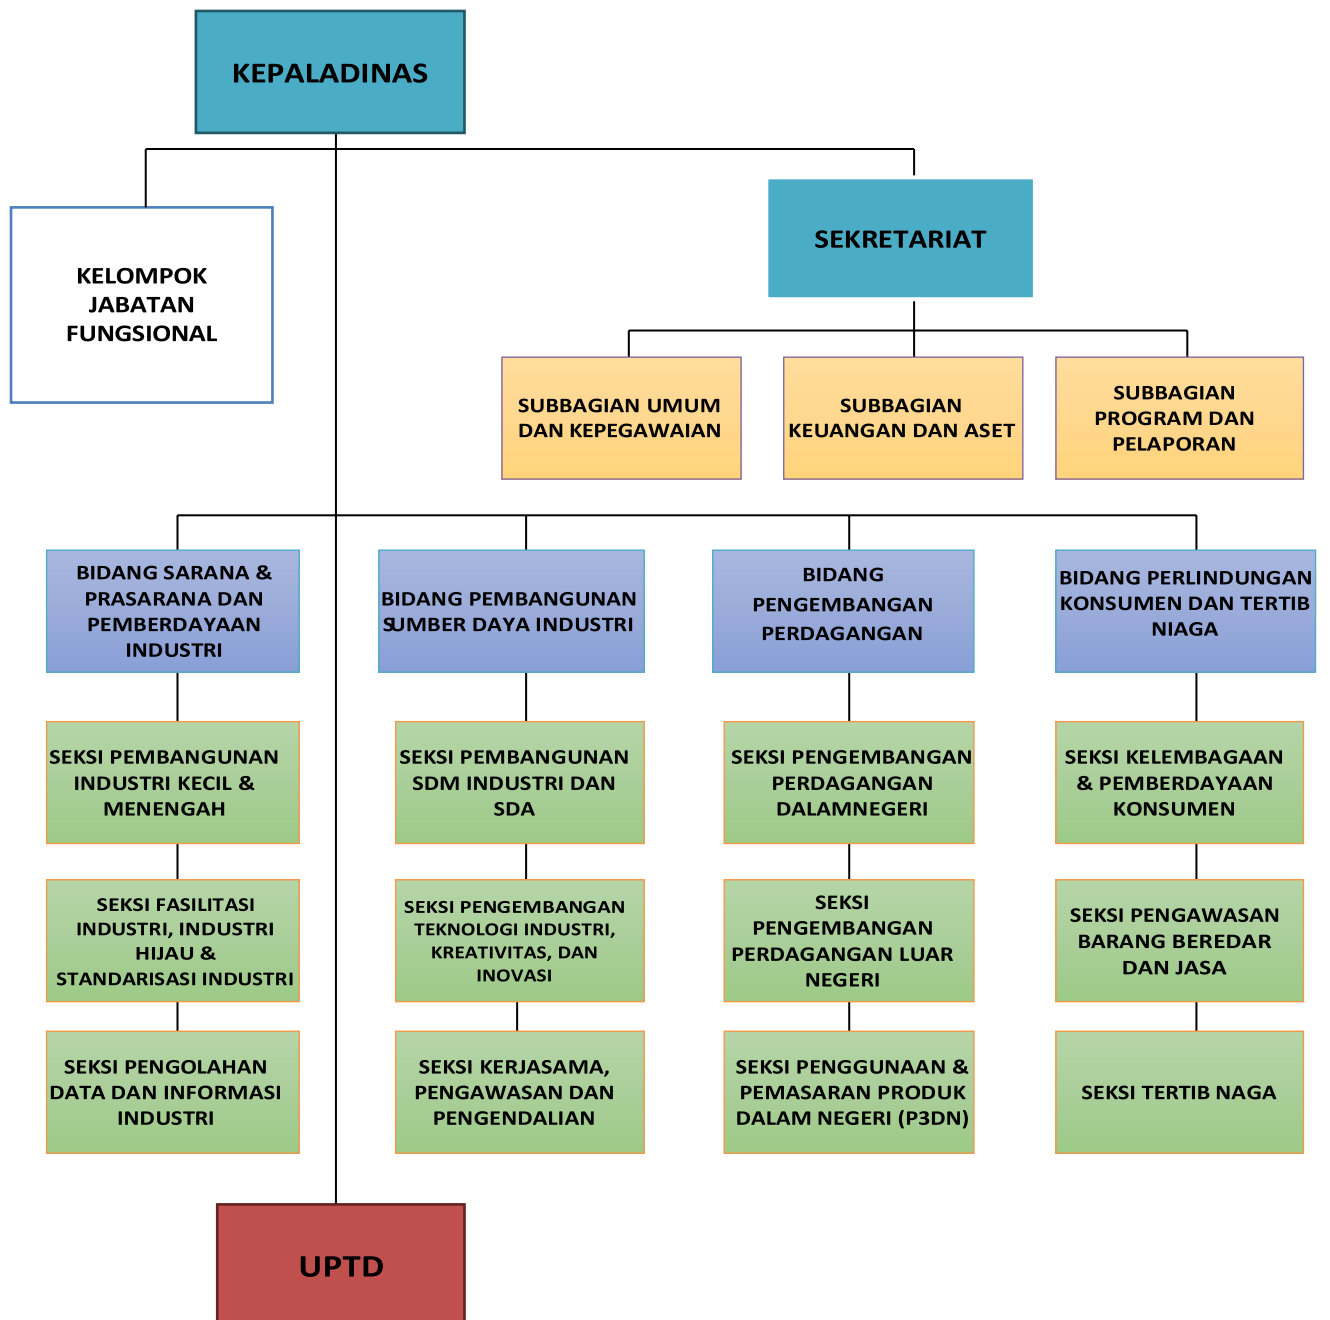 KEPALADINAS
SEKRETARIAT
KELOMPOK
JABATAN
FUNGSIONAL
SUBBAGIAN UMUM
DAN KEPEGAWAIAN
SUBBAGIAN
KEUANGAN DAN ASET
SUBBAGIAN
PROGRAM DAN
PELAPORAN
BIDANG SARANA &
PRASARANA DAN
PEMBERDAYAAN
INDUSTRI
BIDANG PEMBANGUNAN
SUMBER DAYA INDUSTRI
BIDANG
PENGEMBANGAN
PERDAGANGAN
BIDANG PERLINDUNGAN
KONSUMEN DAN TERTIB
NIAGA
SEKSI PEMBANGUNAN
INDUSTRI KECIL &
MENENGAH
SEKSI PEMBANGUNAN
SDM INDUSTRI DAN
SDA
SEKSI PENGEMBANGAN
PERDAGANGAN
DALAMNEGERI
SEKSI KELEMBAGAAN
& PEMBERDAYAAN
KONSUMEN
SEKSI FASILITASI
INDUSTRI, INDUSTRI
HIJAU &
STANDARISASI INDUSTRI
SEKSI PENGEMBANGAN
TEKNOLOGI INDUSTRI,
KREATIVITAS, DAN
INOVASI
SEKSI
PENGEMBANGAN
PERDAGANGAN LUAR
NEGERI
SEKSI PENGAWASAN
BARANG BEREDAR
DAN JASA
SEKSI PENGOLAHAN
DATA DAN INFORMASI
INDUSTRI
SEKSI KERJASAMA,
PENGAWASAN DAN
PENGENDALIAN
SEKSI PENGGUNAAN &
PEMASARAN PRODUK
DALAM NEGERI (P3DN)
SEKSI TERTIB NAGA
UPTD